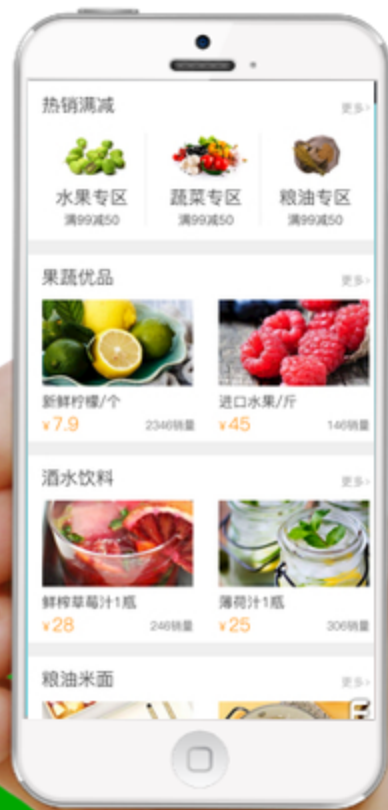 热销满减
更多>
水果专区 蔬菜专区 粮油专区
满99减50 满99减50 满99减50
果蔬优品
更多>
新鲜柠檬/个 进口水果/斤
¥7.9 2346销量 ¥45 146销量
酒水饮料
更多>
鲜榨草莓汁1瓶 薄荷汁1瓶
¥28 246销量 ¥25 306销量
粮油米面
更多>